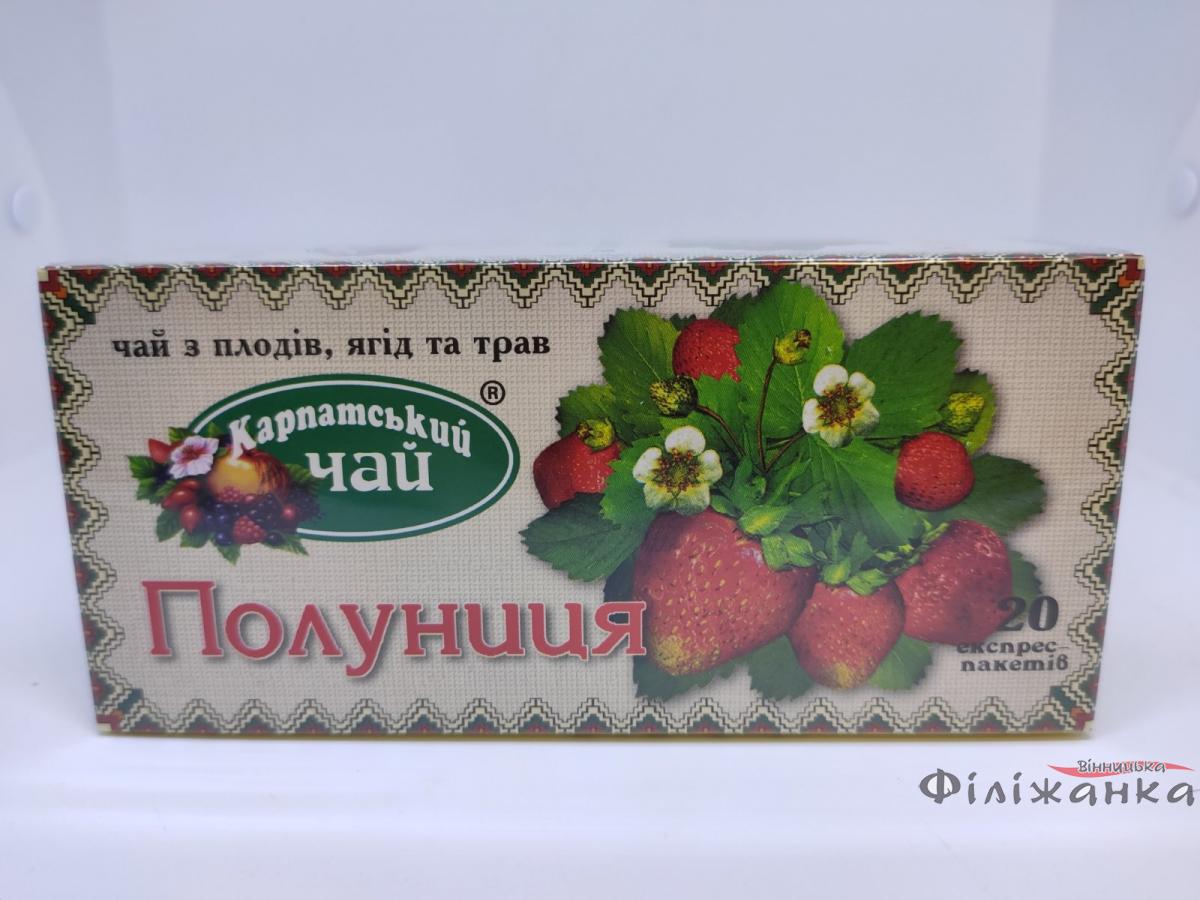 чай з плодів, ягід та трав
®
Карпатський
чай
Полуниця
20
експрес-
пакетів
Вінницька
Філіжанка